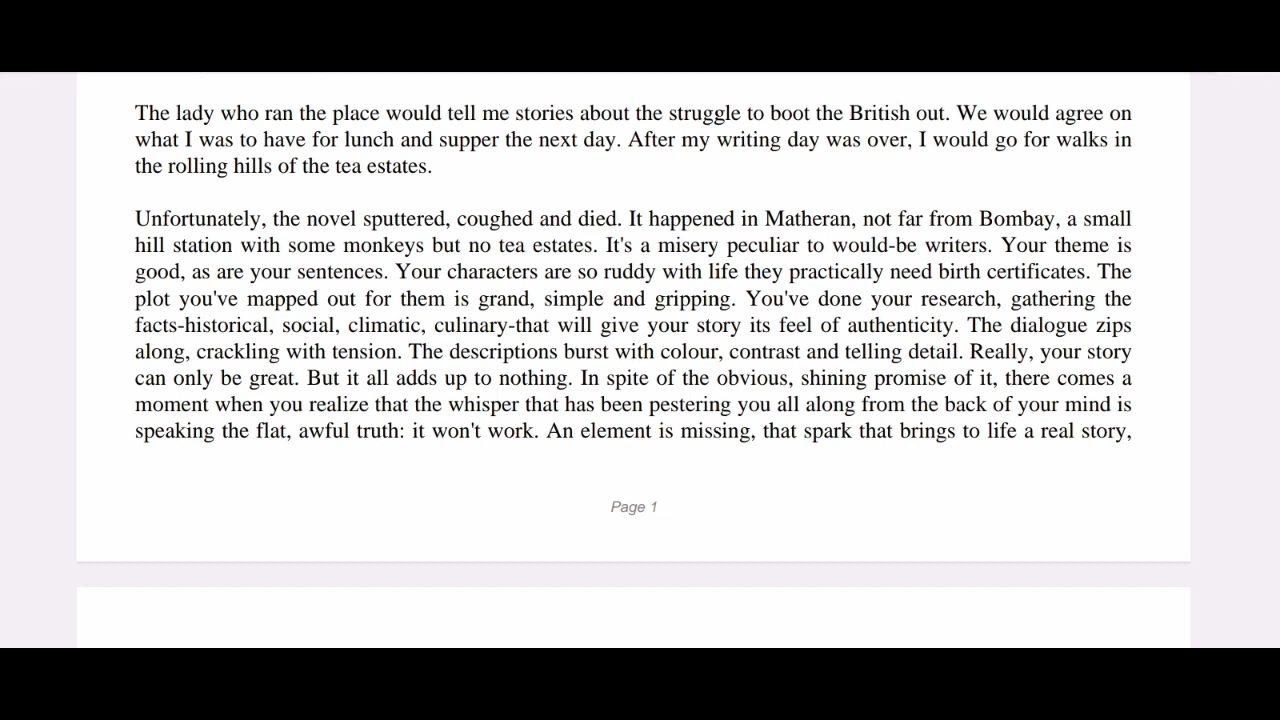 The lady who ran the place would tell me stories about the struggle to boot the British out. We would agree on
what I was to have for lunch and supper the next day. After my writing day was over, I would go for walks in
the rolling hills of the tea estates.
Unfortunately, the novel sputtered, coughed and died. It happened in Matheran, not far from Bombay, a small
hill station with some monkeys but no tea estates. It's a misery peculiar to would-be writers. Your theme is
good, as are your sentences. Your characters are so ruddy with life they practically need birth certificates. The
plot you've mapped out for them is grand, simple and gripping. You've done your research, gathering the
facts-historical, social, climatic, culinary-that will give your story its feel of authenticity. The dialogue zips
along, crackling with tension. The descriptions burst with colour, contrast and telling detail. Really, your story
can only be great. But it all adds up to nothing. In spite of the obvious, shining promise of it, there comes a
moment when you realize that the whisper that has been pestering you all along from the back of your mind is
speaking the flat, awful truth: it won't work. An element is missing, that spark that brings to life a real story,
Page 1